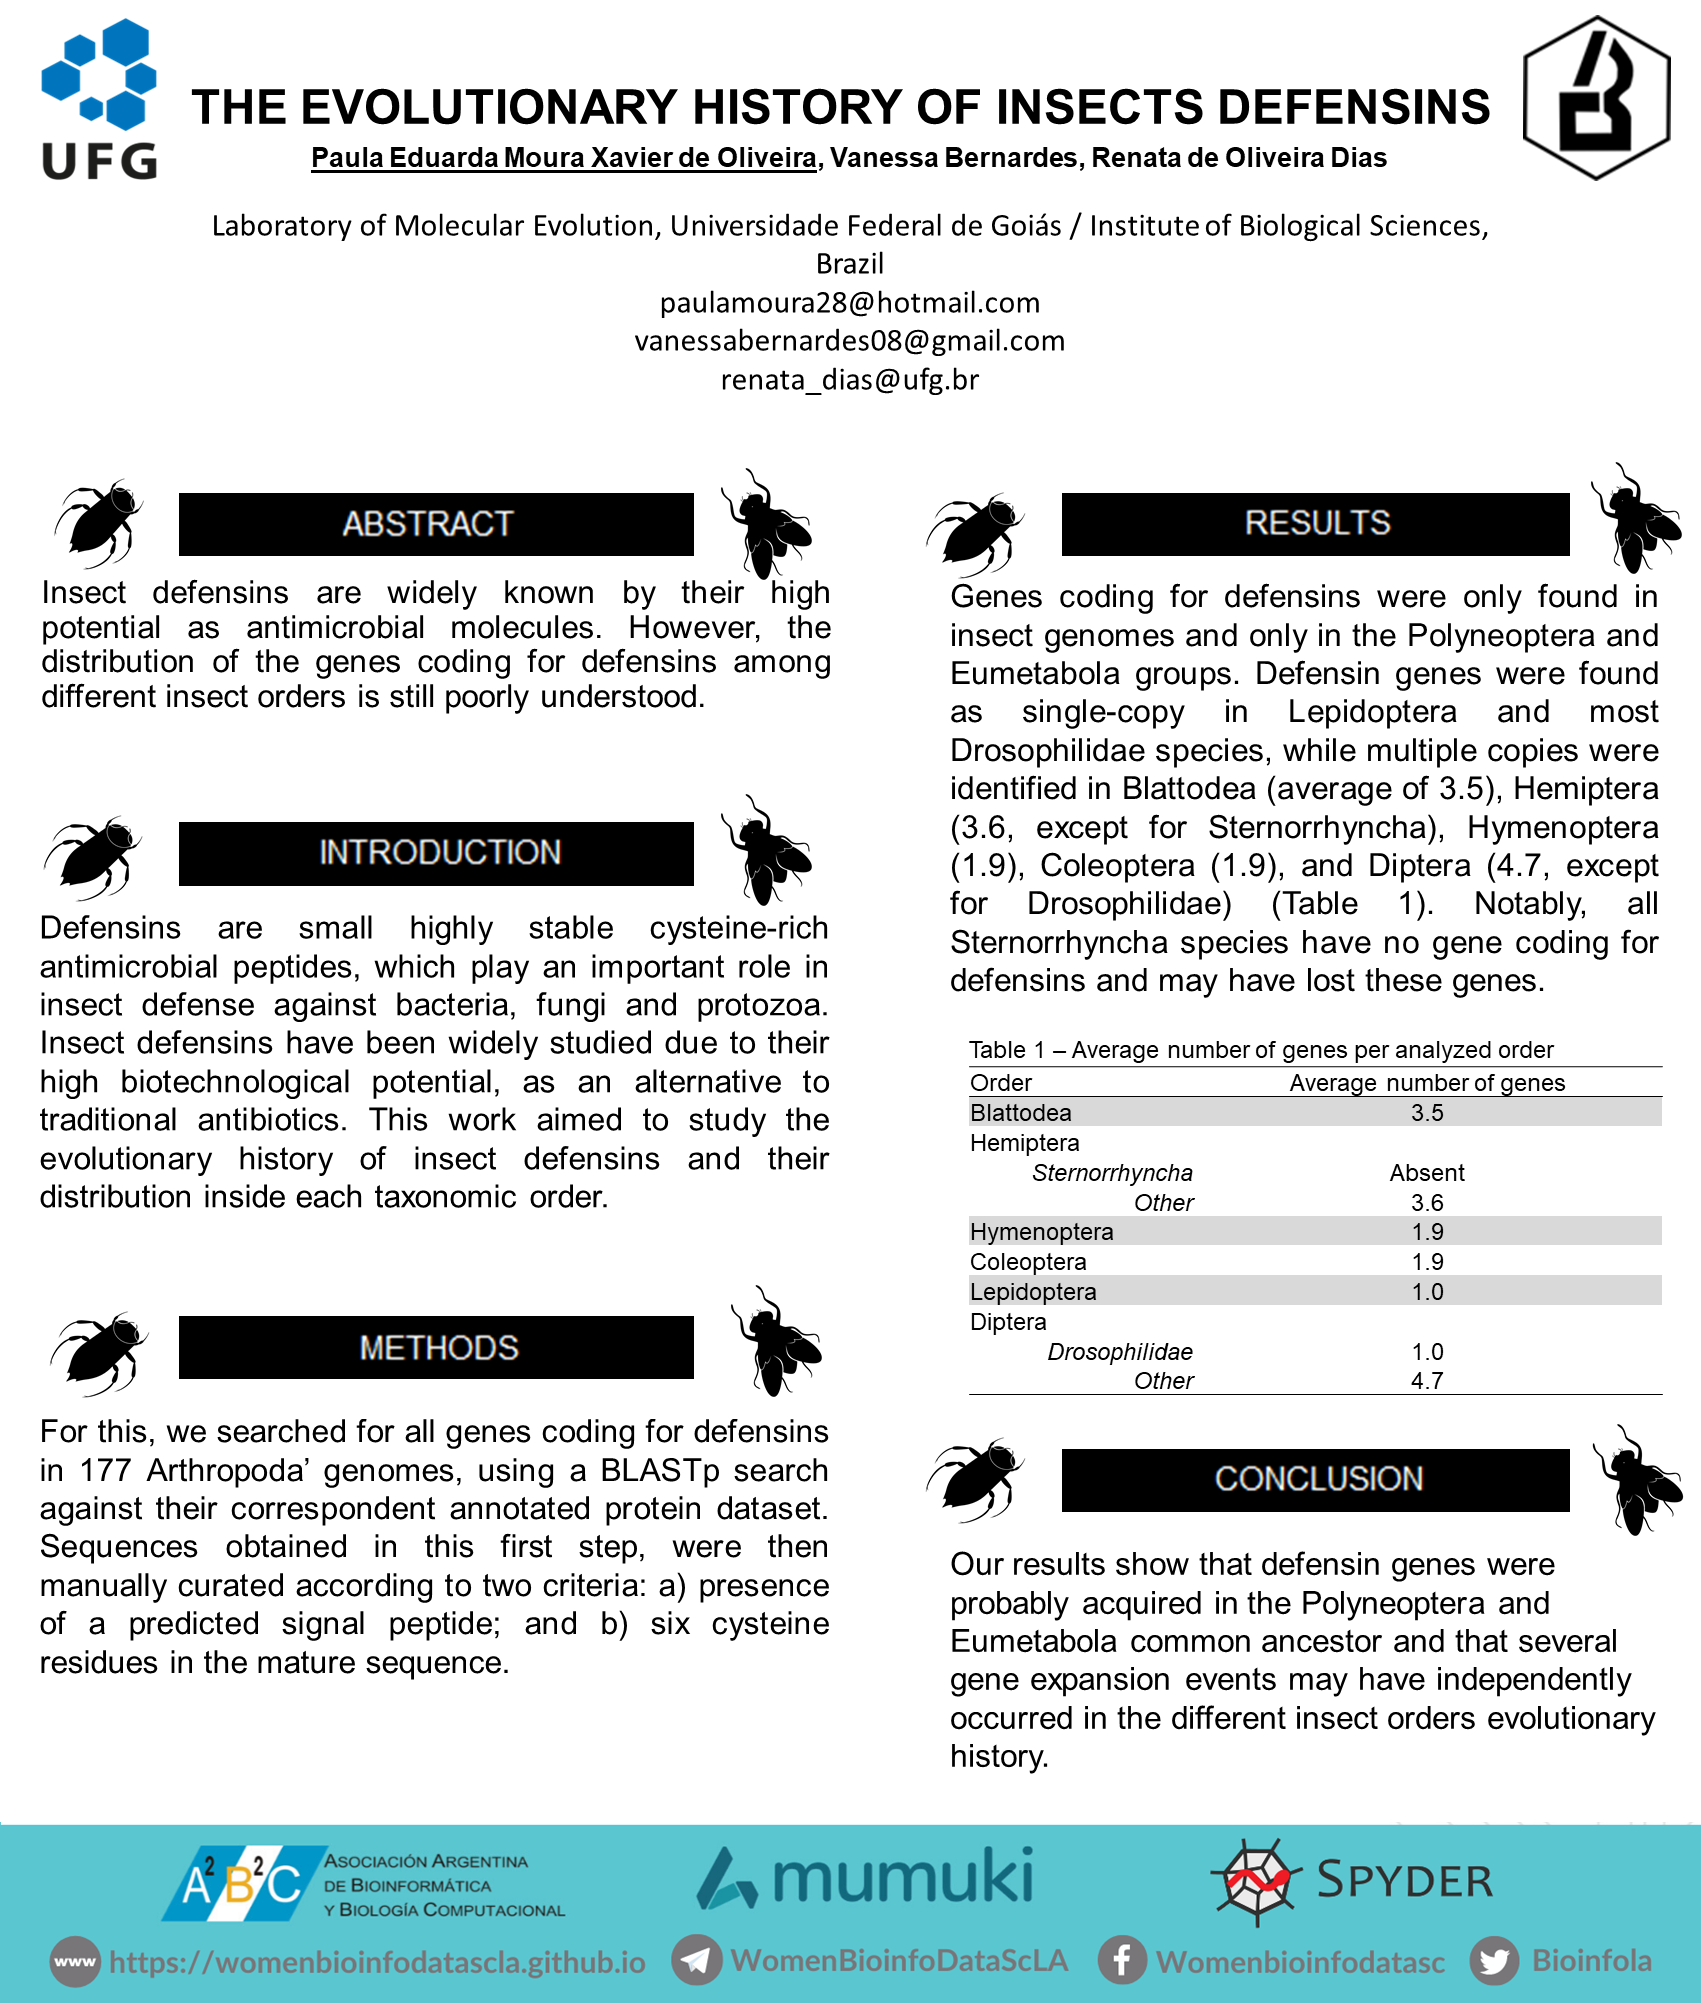 UFG
THE EVOLUTIONARY HISTORY OF INSECTS DEFENSINS
Paula Eduarda Moura Xavier de Oliveira, Vanessa Bernardes, Renata de Oliveira Dias
Laboratory of Molecular Evolution, Universidade Federal de Goiás / Institute of Biological Sciences,
Brazil
paulamoura28@hotmail.com
vanessabernardes08@gmail.com
renata_dias@ufg.br
ABSTRACT
Insect defensins are widely known by their high
potential as antimicrobial molecules. However, the
distribution of the genes coding for defensins among
different insect orders is still poorly understood.
INTRODUCTION
Defensins are small highly stable cysteine-rich
antimicrobial peptides, which play an important role in
insect defense against bacteria, fungi and protozoa.
Insect defensins have been widely studied due to their
high biotechnological potential, as an alternative to
traditional antibiotics. This work aimed to study the
evolutionary history of insect defensins and their
distribution inside each taxonomic order.
METHODS
For this, we searched for all genes coding for defensins
in 177 Arthropoda’ genomes, using a BLASTp search
against their correspondent annotated protein dataset.
Sequences obtained in this first step, were then
manually curated according to two criteria: a) presence
of a predicted signal peptide; and b) six cysteine
residues in the mature sequence.
RESULTS
Genes coding for defensins were only found in
insect genomes and only in the Polyneoptera and
Eumetabola groups. Defensin genes were found
as single-copy in Lepidoptera and most
Drosophilidae species, while multiple copies were
identified in Blattodea (average of 3.5), Hemiptera
(3.6, except for Sternorrhyncha), Hymenoptera
(1.9), Coleoptera (1.9), and Diptera (4.7, except
for Drosophilidae) (Table 1). Notably, all
Sternorrhyncha species have no gene coding for
defensins and may have lost these genes.
Table 1 – Average number of genes per analyzed order
Order Average number of genes
Blattodea 3.5
Hemiptera
Sternorrhyncha Absent
Other 3.6
Hymenoptera 1.9
Coleoptera 1.9
Lepidoptera 1.0
Diptera
Drosophilidae 1.0
Other 4.7
CONCLUSION
Our results show that defensin genes were
probably acquired in the Polyneoptera and
Eumetabola common ancestor and that several
gene expansion events may have independently
occurred in the different insect orders evolutionary
history.
A2B2C
ASOCIACIÓN ARGENTINA
DE BIOINFORMÁTICA
Y BIOLOGÍA COMPUTACIONAL
mumuki
SPYDER
www https://womenbioinfodatascla.github.io
WomenBioinfoDataScLA
Womenbioinfodatasc
Bioinfola